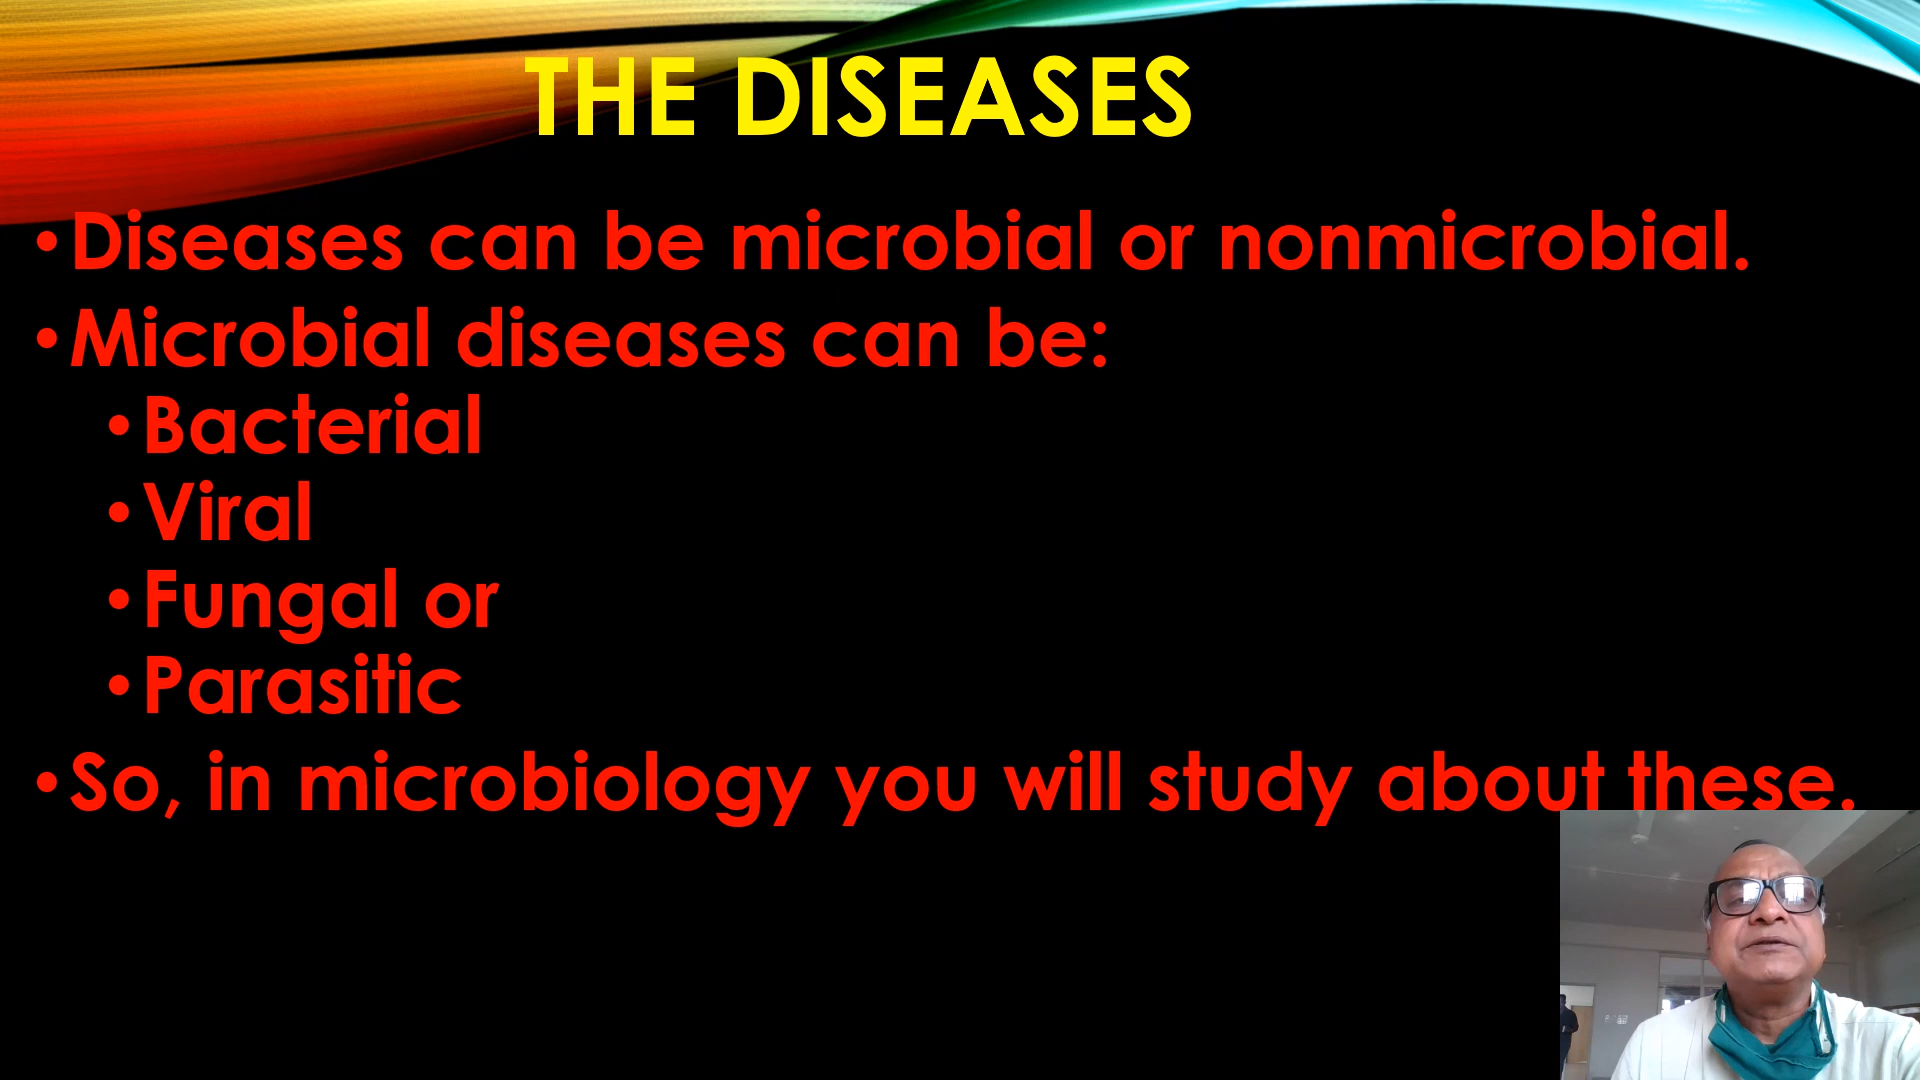 THE DISEASES
•Diseases can be microbial or nonmicrobial.
•Microbial diseases can be:
•Bacterial
•Viral
•Fungal or
•Parasitic
•So, in microbiology you will study about these.